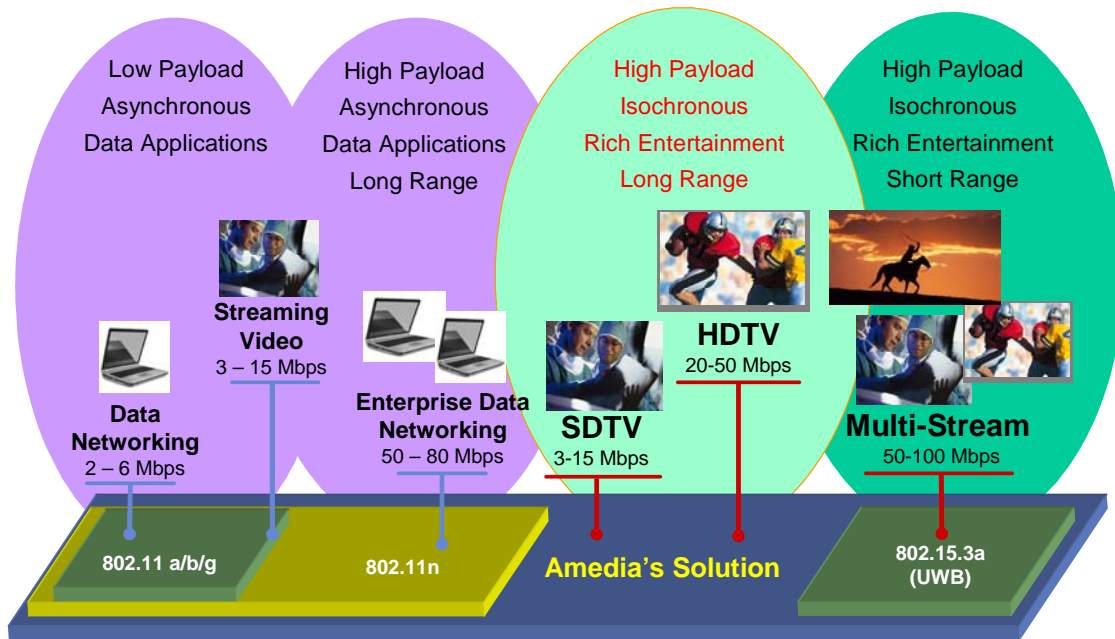 Low Payload
Asynchronous
Data Applications
High Payload
Asynchronous
Data Applications
Long Range
High Payload
Isochronous
Rich Entertainment
Long Range
High Payload
Isochronous
Rich Entertainment
Short Range
Streaming
Video
3 – 15 Mbps
Data
Networking
2 – 6 Mbps
Enterprise Data
Networking
50 – 80 Mbps
SDTV
3-15 Mbps
HDTV
20-50 Mbps
Multi-Stream
50-100 Mbps
802.11 a/b/g
802.11n
Amedia's Solution
802.15.3a
(UWB)